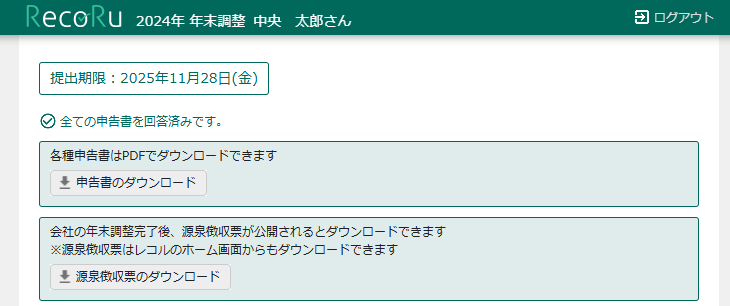 RecoRu 2024年 年末調整 中央　太郎さん ログアウト
提出期限：2025年11月28日(金)
全ての申告書を回答済みです。
各種申告書はPDFでダウンロードできます
申告書のダウンロード
会社の年末調整完了後、源泉徴収票が公開されるとダウンロードできます
※源泉徴収票はレコルのホーム画面からもダウンロードできます
源泉徴収票のダウンロード